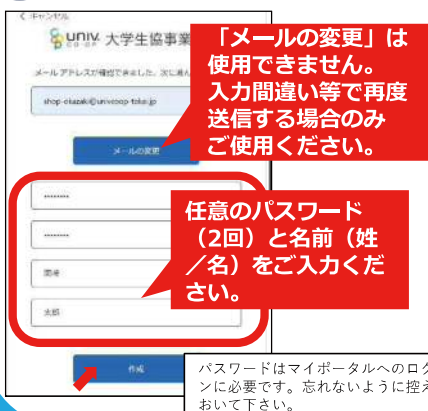 キャンセル
univ. 大学生協事業
CO-OP
メールアドレスが確認できました。次に進ん
shop-okazaki@univcoop-tokai.jp
メールの変更
「メールの変更」は
使用できません。
入力間違い等で再度
送信する場合のみ
ご使用ください。
••••••••
••••••••
岡崎
太郎
任意のパスワード
（2回）と名前（姓
／名）をご入力くだ
さい。
作成
パスワードはマイポータルへのログ
ンに必要です。忘れないように控え
おいて下さい。